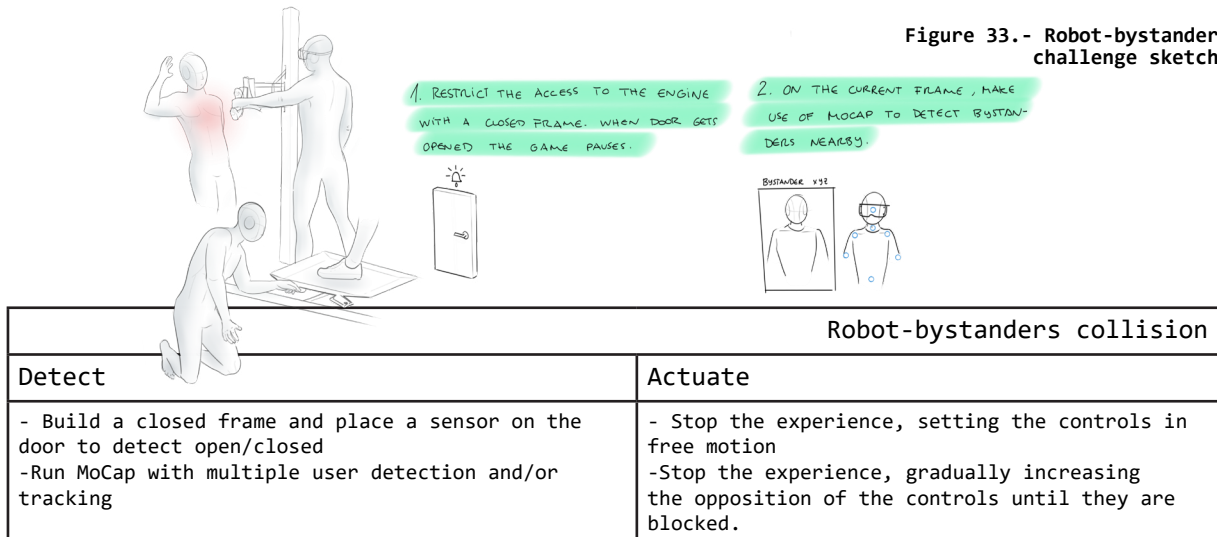 Figure 33.- Robot-bystander
challenge sketch
1. RESTRICT THE ACCESS TO THE ENGINE
WITH A CLOSED FRAME. WHEN DOOR GETS
OPENED THE GAME PAUSES.
2. ON THE CURRENT FRAME, MAKE
USE OF MOCAP TO DETECT BYSTAN-
DERS NEARBY.
BYSTANDER xyz
Robot-bystanders collision
Detect
Actuate
- Build a closed frame and place a sensor on the
door to detect open/closed
-Run MoCap with multiple user detection and/or
tracking
- Stop the experience, setting the controls in
free motion
-Stop the experience, gradually increasing
the opposition of the controls until they are
blocked.